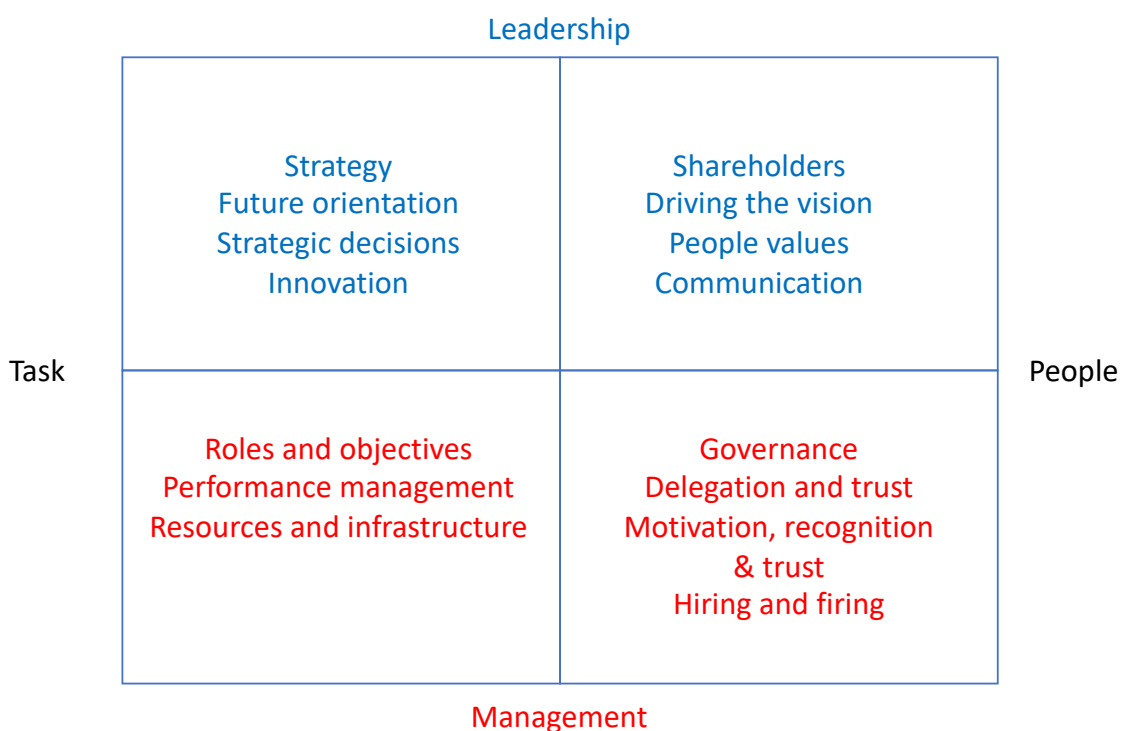 Leadership
Strategy
Future orientation
Strategic decisions
Innovation
Shareholders
Driving the vision
People values
Communication
Task
People
Roles and objectives
Performance management
Resources and infrastructure
Governance
Delegation and trust
Motivation, recognition
& trust
Hiring and firing
Management